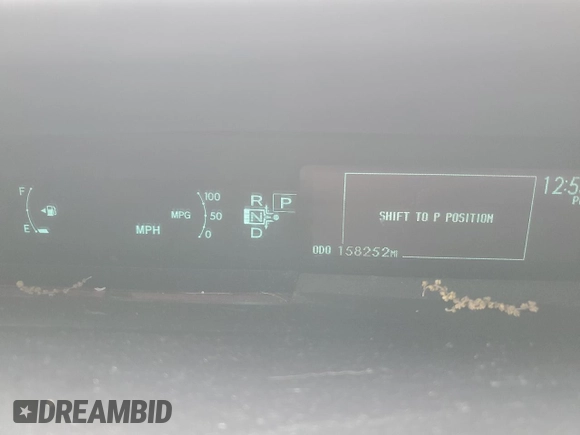 F
E
MPH
100
MPG 50
0
R
N
D
P
SHIFT TO P POSITION
ODO 158252MI
DREAMBID